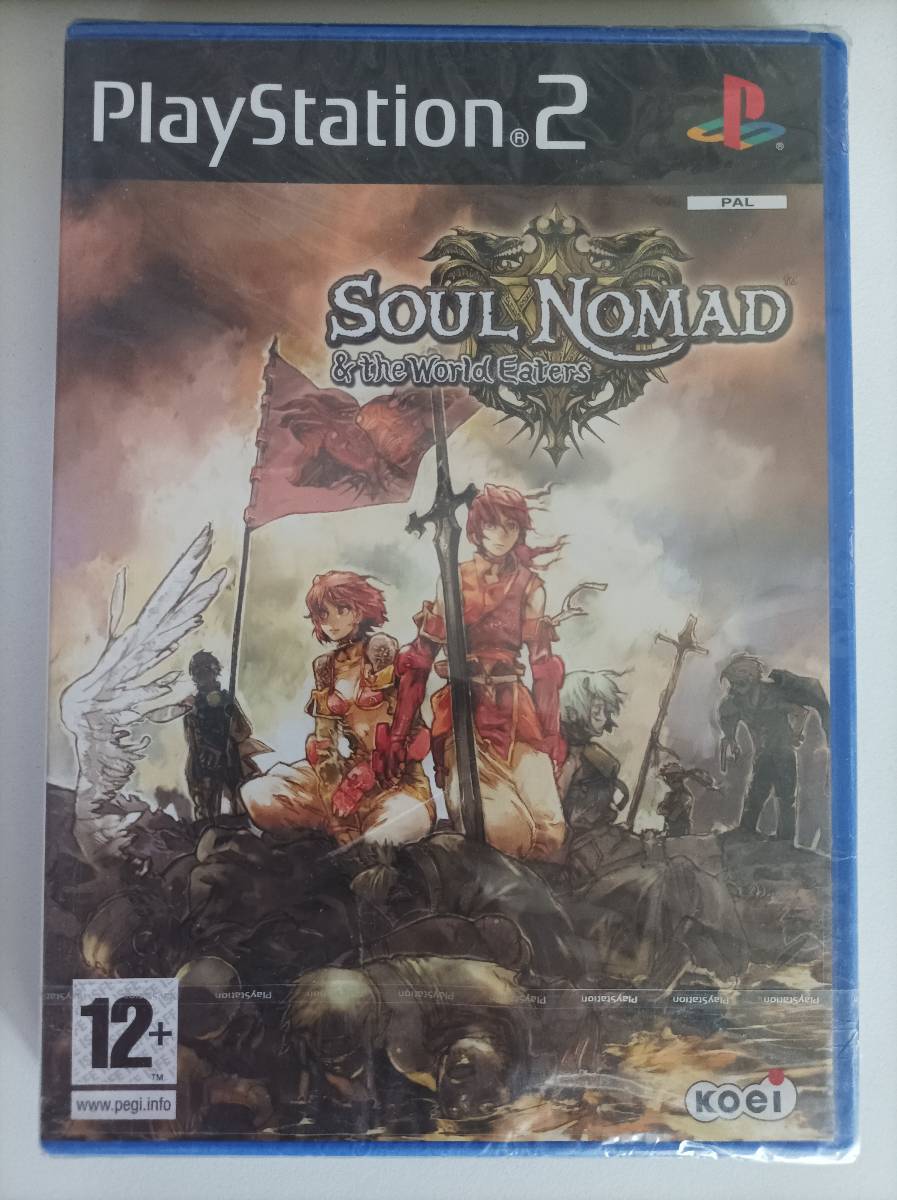 PlayStation®2
®
PAL
SOUL NOMAD
& the World Eaters
PlayStation PlayStation PlayStation PlayStation PlayStation PlayStation PlayStation
12+
TM
www.pegi.info
KOEI